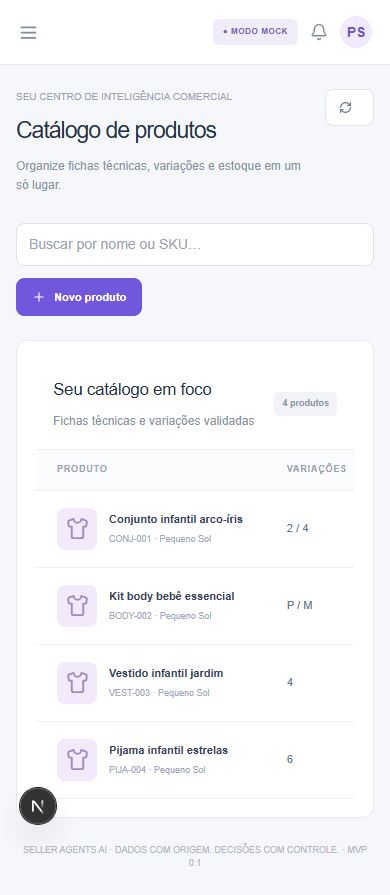 • MODO MOCK
PS
SEU CENTRO DE INTELIGÊNCIA COMERCIAL
Catálogo de produtos
Organize fichas técnicas, variações e estoque em um
só lugar.
Buscar por nome ou SKU...
+ Novo produto
Seu catálogo em foco
4 produtos
Fichas técnicas e variações validadas
PRODUTO VARIAÇÕES
Conjunto infantil arco-íris
CONJ-001 · Pequeno Sol
2 / 4
Kit body bebê essencial
BODY-002 · Pequeno Sol
P / M
Vestido infantil jardim
VEST-003 · Pequeno Sol
4
Pijama infantil estrelas
PIJA-004 · Pequeno Sol
6
N
SELLER AGENTS AI · DADOS COM ORIGEM. DECISÕES COM CONTROLE. · MVP
0.1